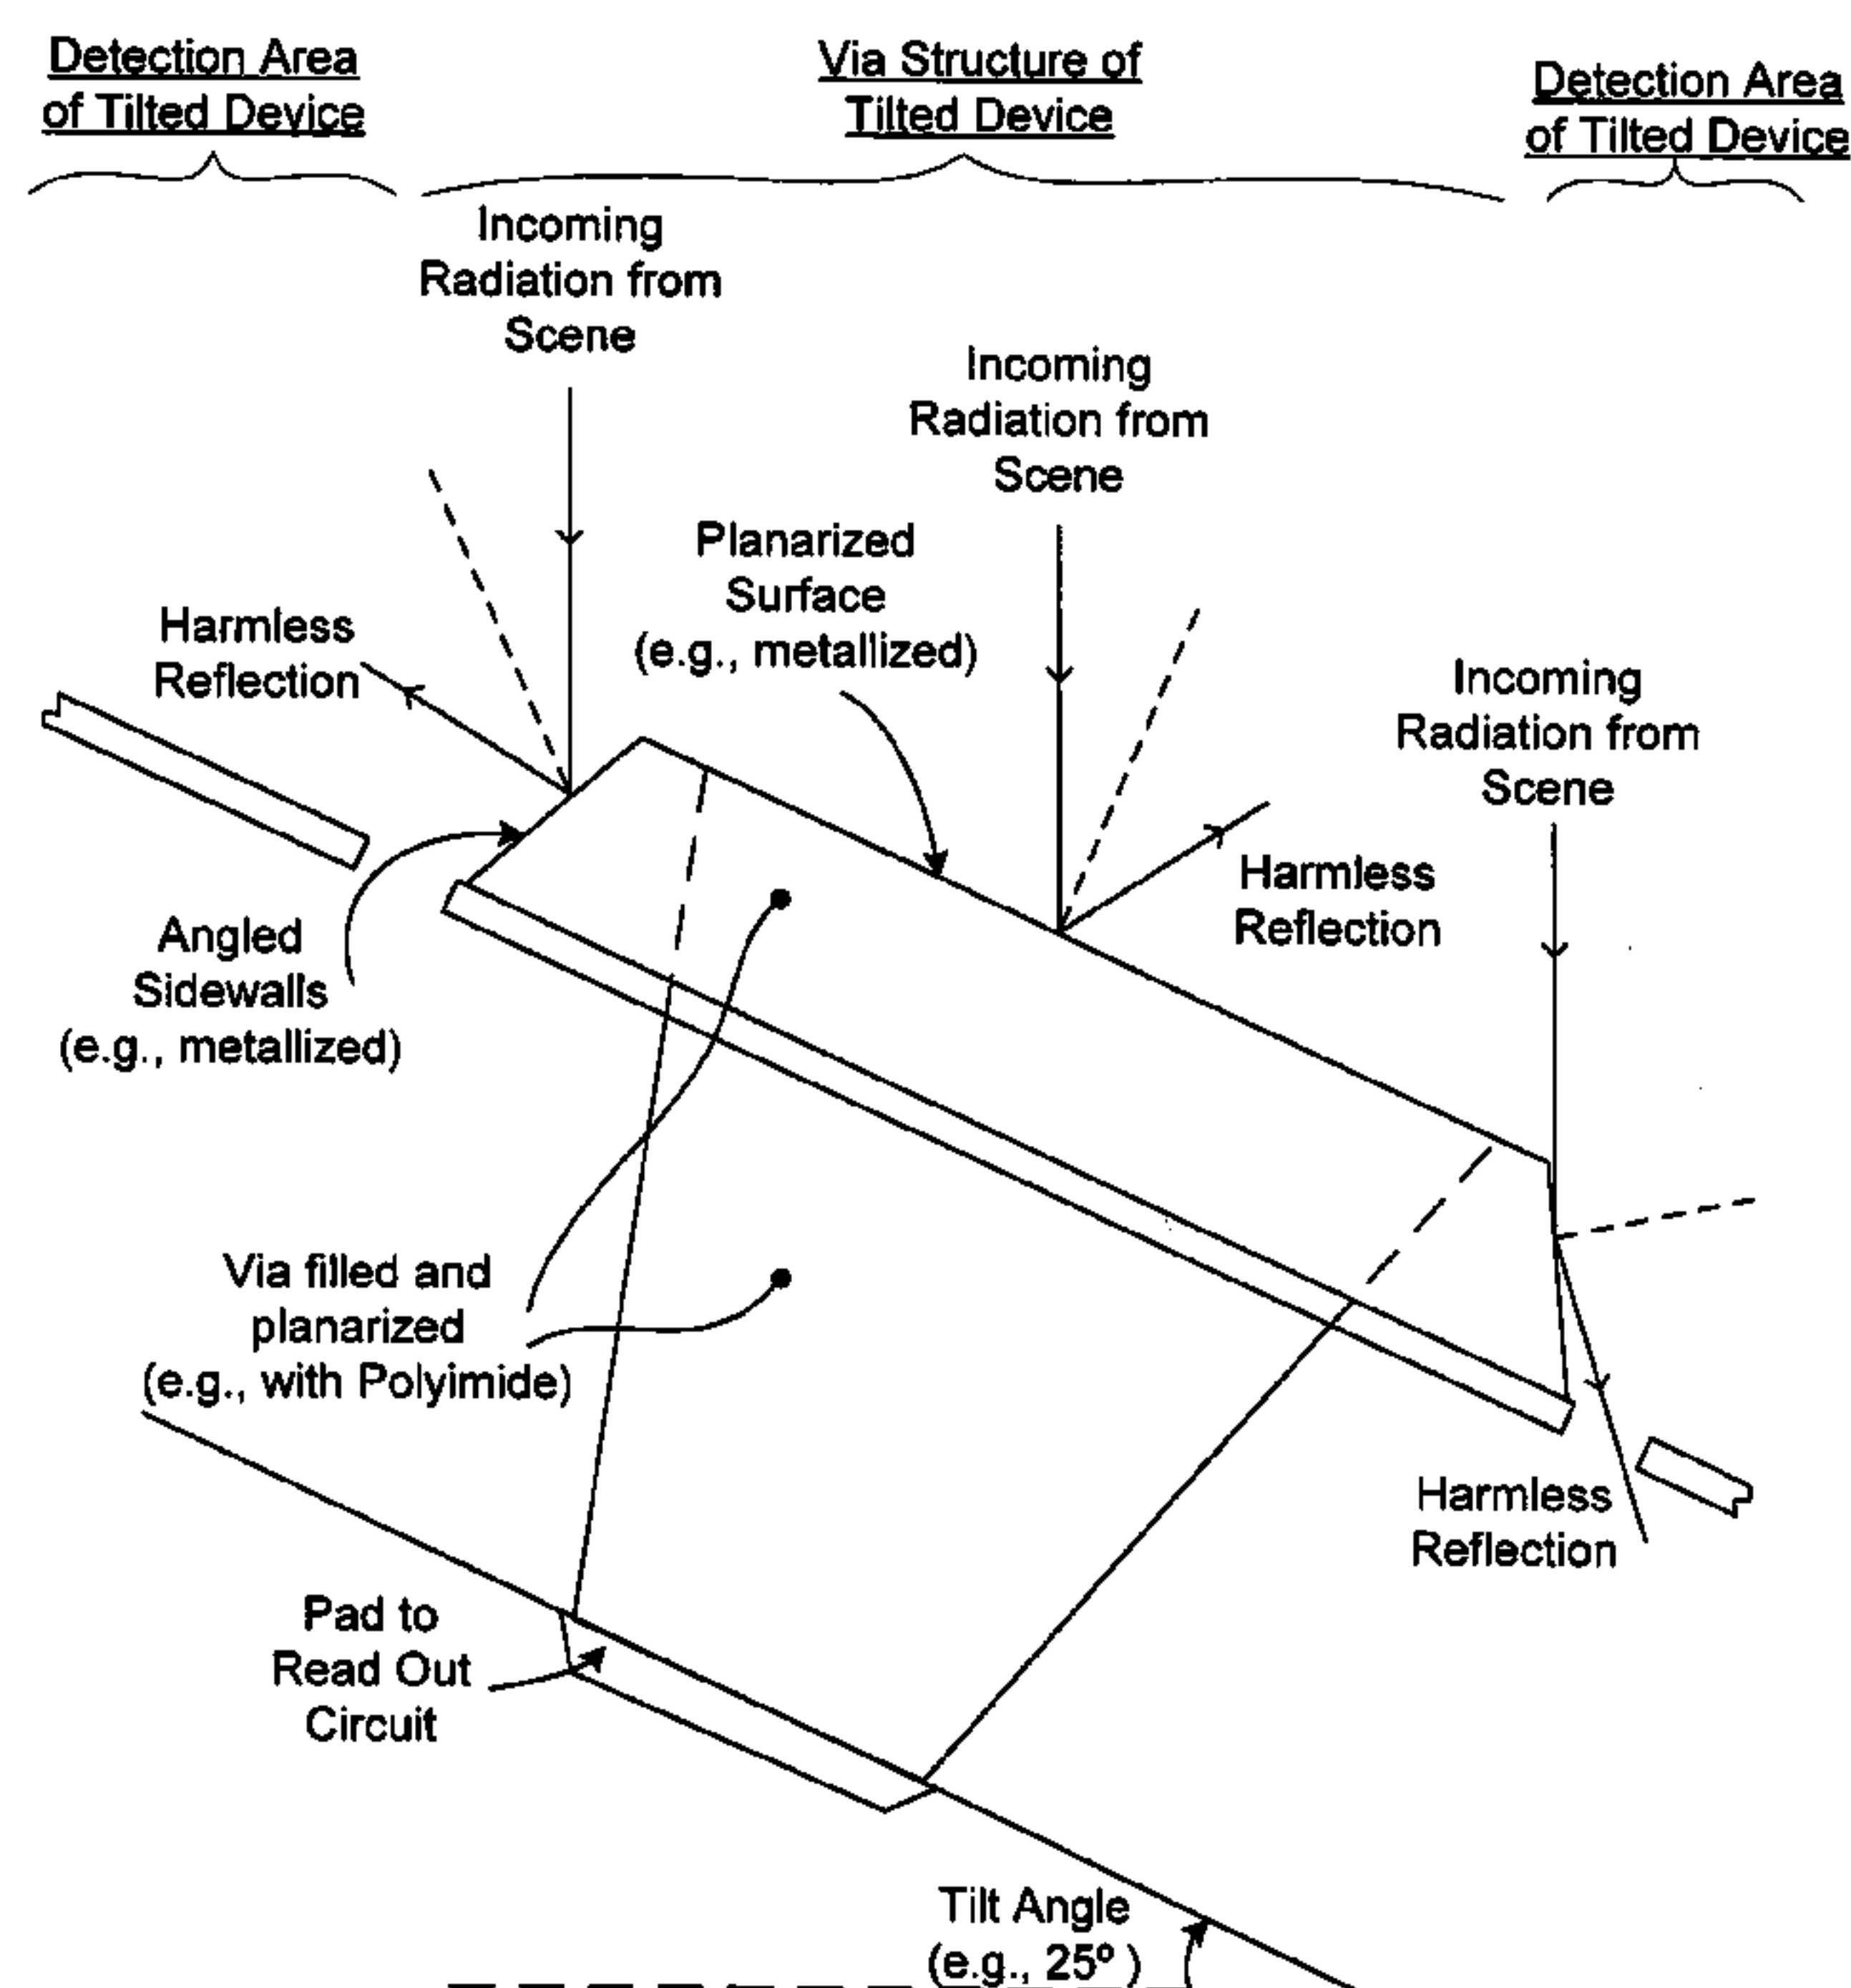 Detection Area
of Tilted Device
Via Structure of
Tilted Device
Detection Area
of Tilted Device
Incoming
Radiation from
Scene
Incoming
Radiation from
Scene
Planarized
Surface
(e.g., metallized)
Harmless
Reflection
Incoming
Radiation from
Scene
Harmless
Reflection
Angled
Sidewalls
(e.g., metallized)
Via filled and
planarized
(e.g., with Polyimide)
Harmless
Reflection
Pad to
Read Out
Circuit
Tilt Angle
(e.g., 25º )